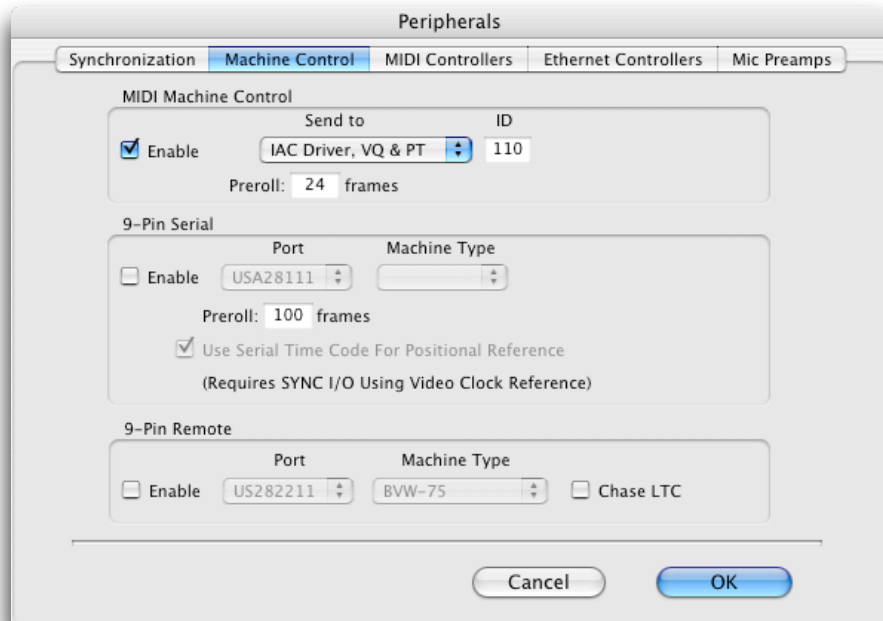 Peripherals
Synchronization Machine Control MIDI Controllers Ethernet Controllers Mic Preamps
MIDI Machine Control
Send to ID
Enable IAC Driver, VQ & PT 110
Preroll: 24 frames
9-Pin Serial
Port Machine Type
Enable USA28111
Preroll: 100 frames
Use Serial Time Code For Positional Reference
(Requires SYNC I/O Using Video Clock Reference)
9-Pin Remote
Port Machine Type
Enable US282211 BVW-75 Chase LTC
Cancel OK